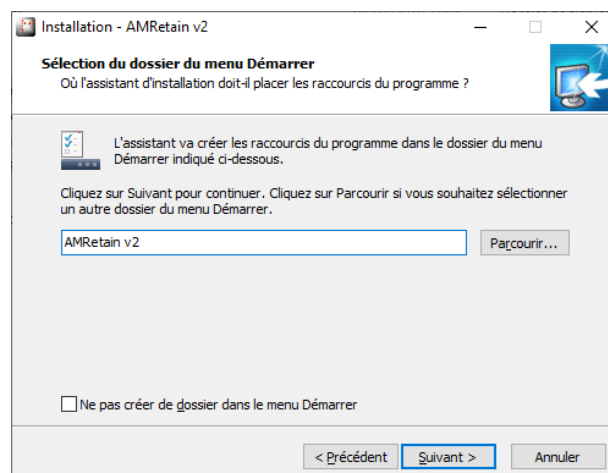 Installation - AMRetain v2
Sélection du dossier du menu Démarrer
Où l'assistant d'installation doit-il placer les raccourcis du programme ?
L'assistant va créer les raccourcis du programme dans le dossier du menu
Démarrer indiqué ci-dessous.
Cliquez sur Suivant pour continuer. Cliquez sur Parcourir si vous souhaitez sélectionner
un autre dossier du menu Démarrer.
AMRetain v2
Parcourir...
Ne pas créer de dossier dans le menu Démarrer
< Précédent
Suivant >
Annuler